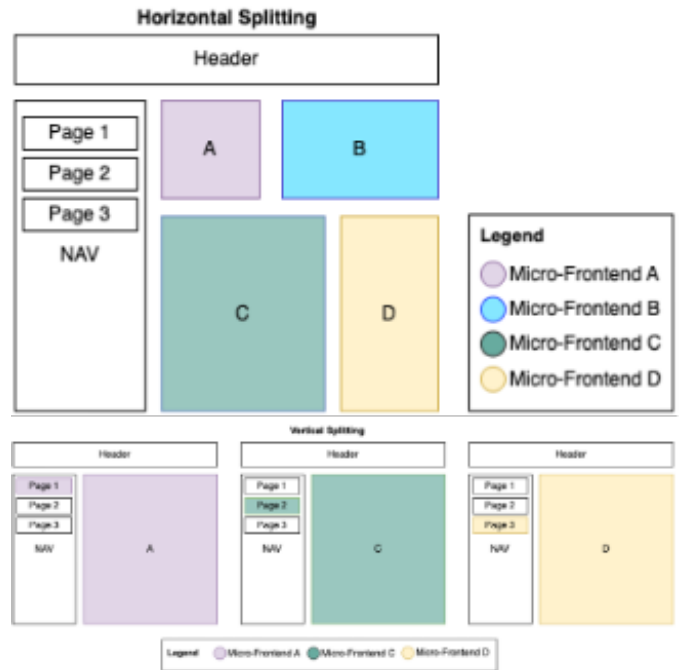 Horizontal Splitting
Header
Page 1
Page 2
Page 3
NAV
A
B
C
D
Legend
Micro-Frontend A
Micro-Frontend B
Micro-Frontend C
Micro-Frontend D
Vertical Splitting
Header
Page 1
Page 2
Page 3
NAV
A
Header
Page 1
Page 2
Page 3
NAV
C
Header
Page 1
Page 2
Page 3
NAV
D
Legend
Micro-Frontend A
Micro-Frontend C
Micro-Frontend D